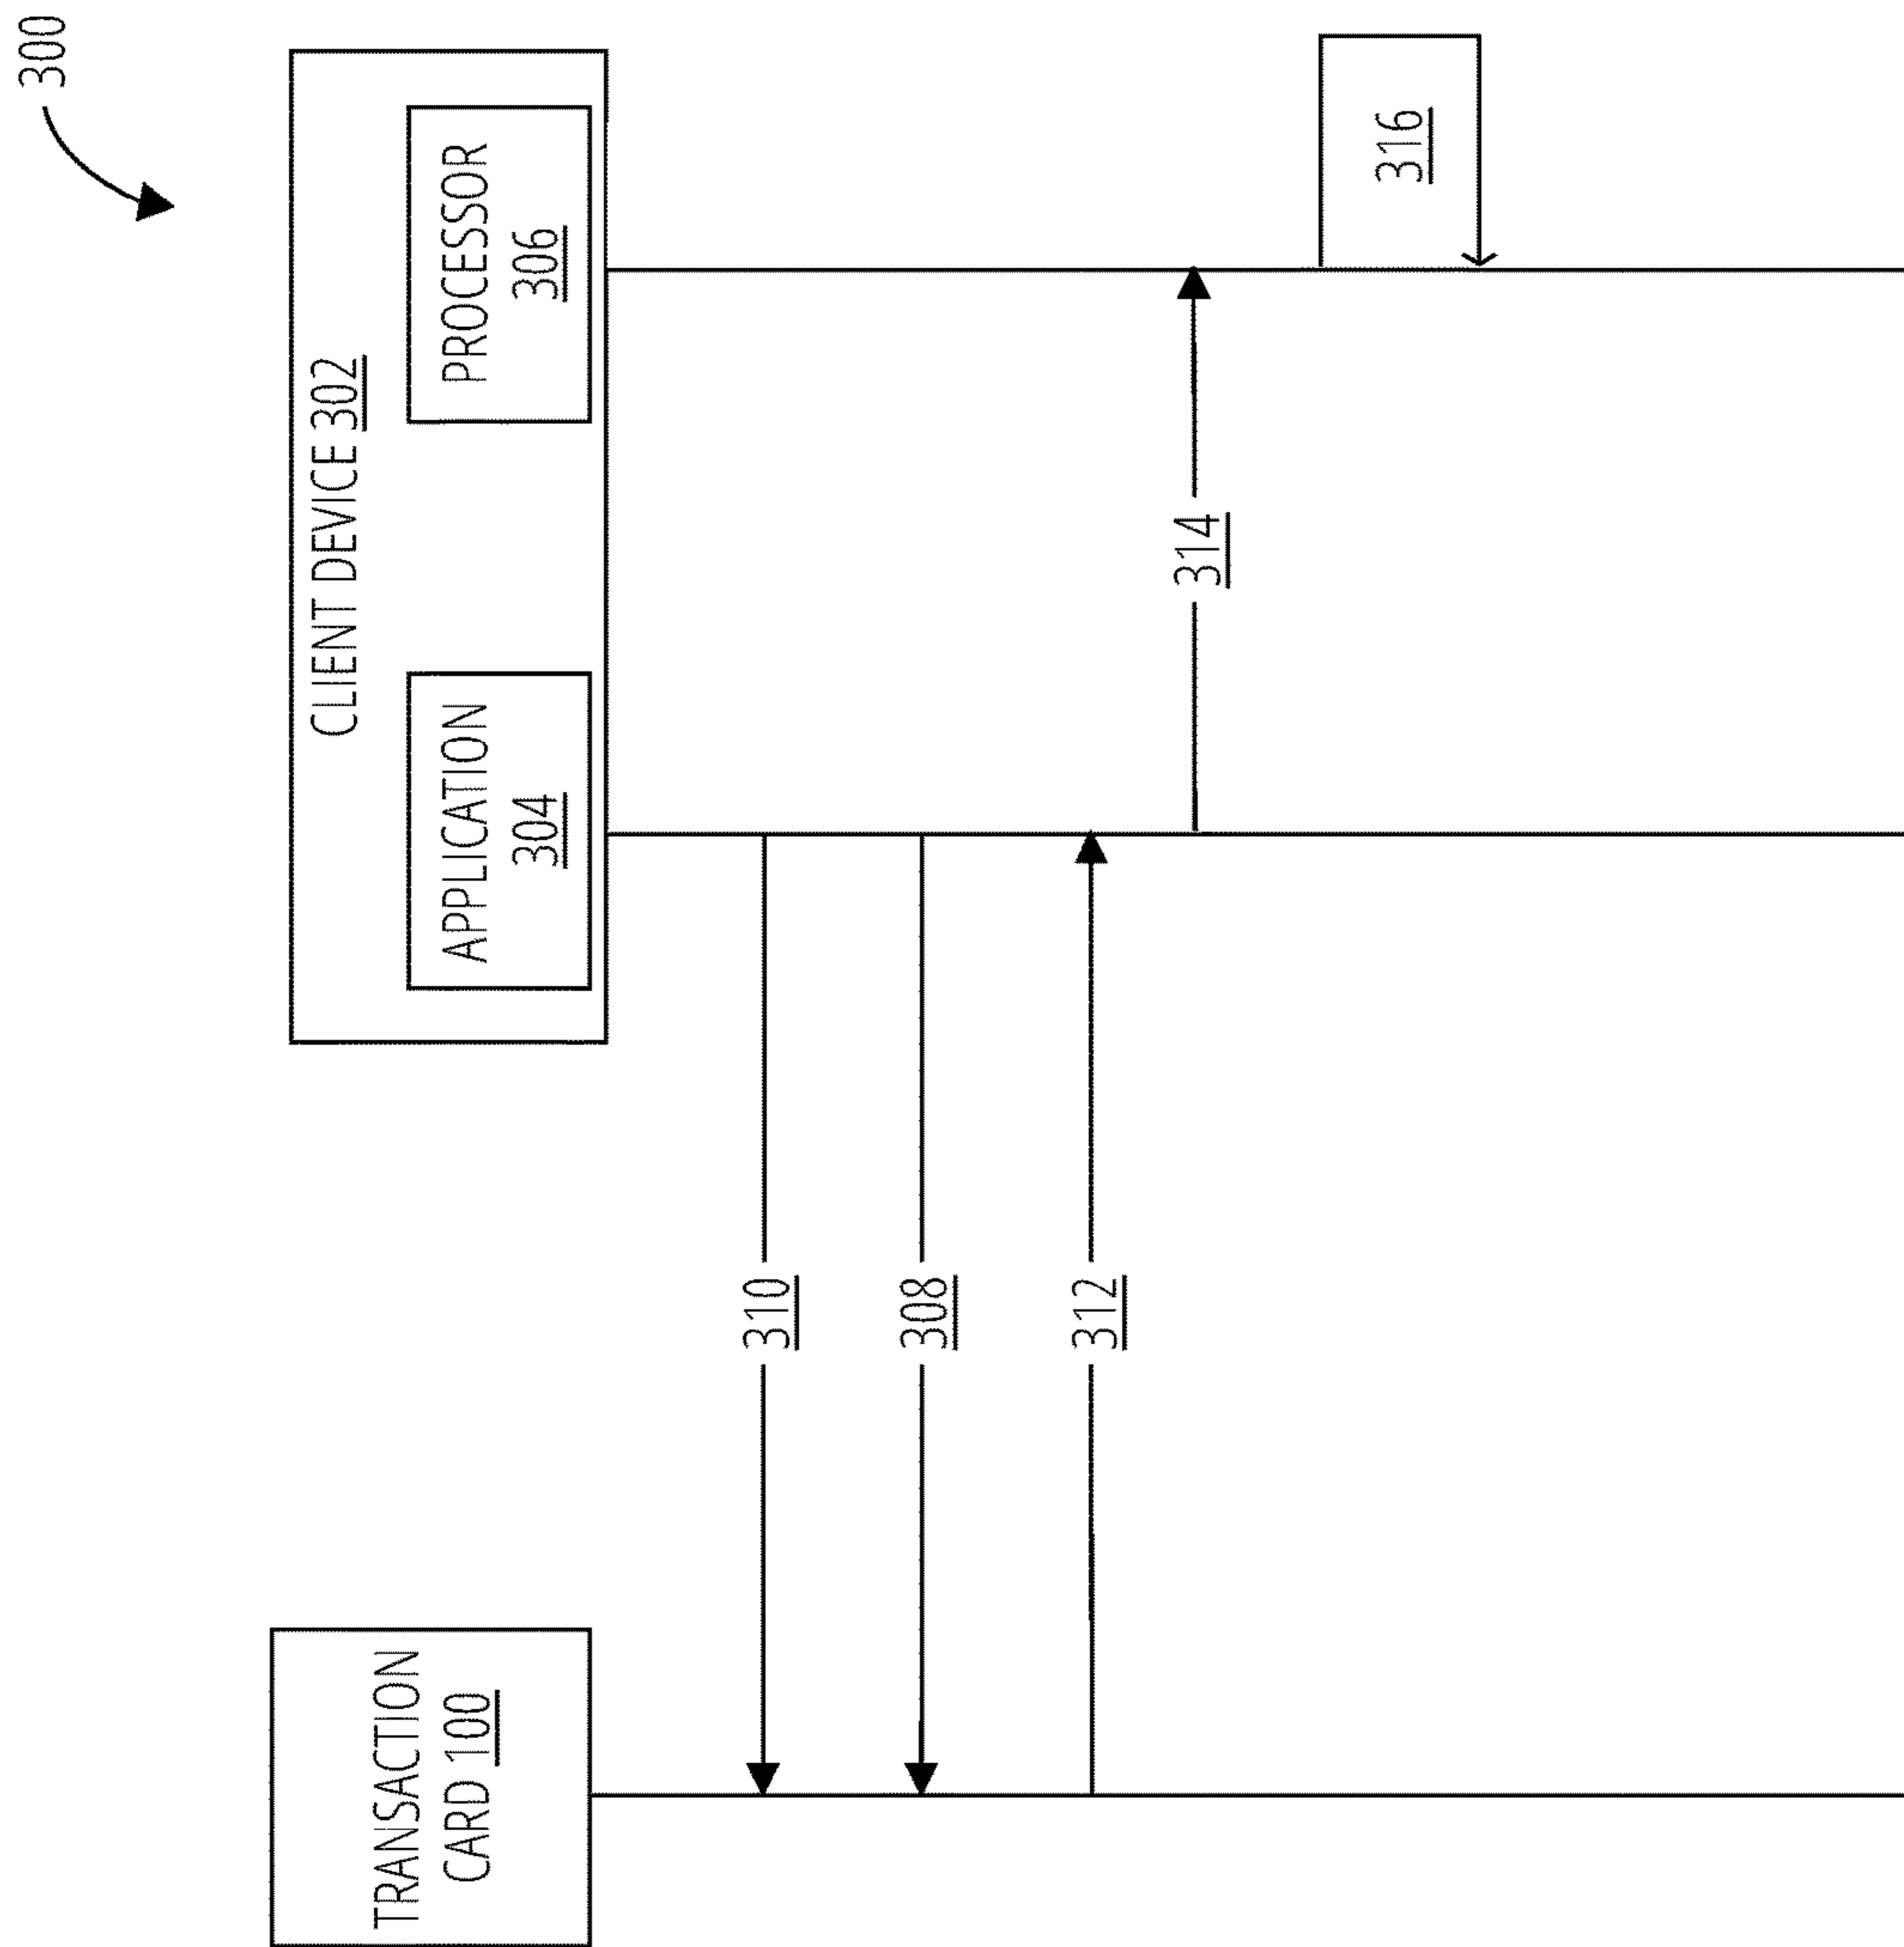 300
TRANSACTION
CARD 100
CLIENT DEVICE 302
APPLICATION
304
PROCESSOR
306
310
308
312
314
316